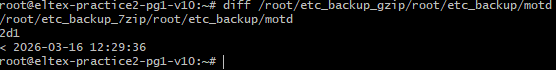 root@eltex-practice2-pg1-v10:~# diff /root/etc_backup_gzip/root/etc_backup/motd
/root/etc_backup_7zip/root/etc_backup/motd
2d1
< 2026-03-16 12:29:36
root@eltex-practice2-pg1-v10:~#